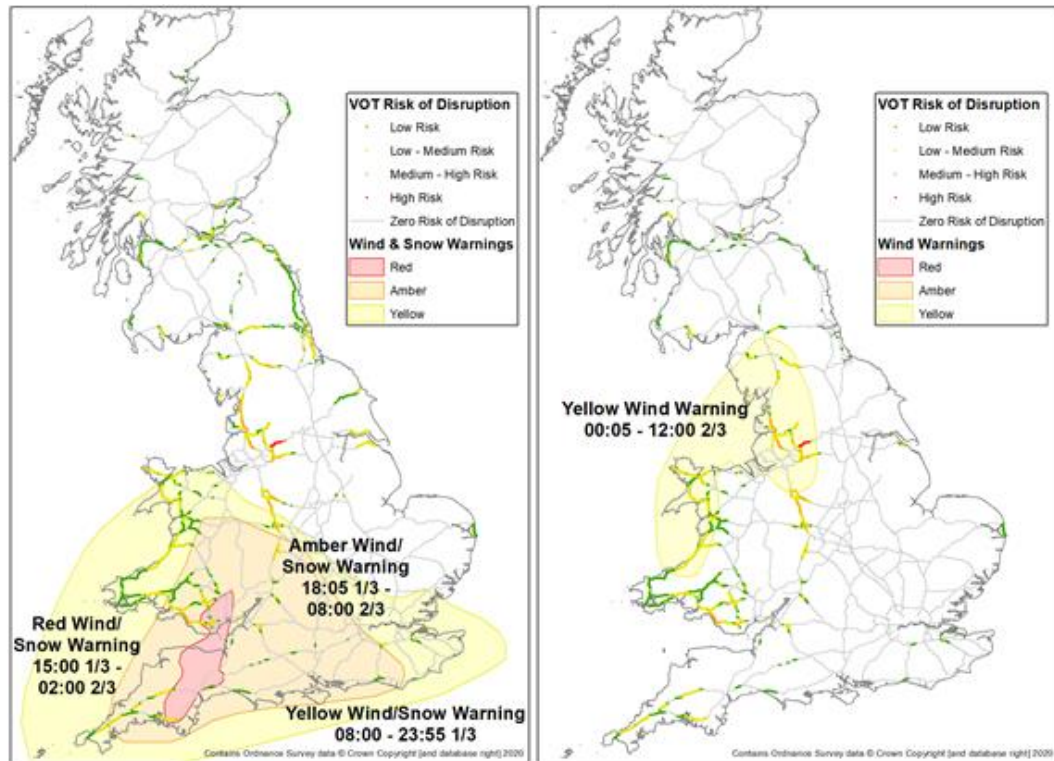 VOT Risk of Disruption
Low Risk
Low - Medium Risk
Medium - High Risk
High Risk
Zero Risk of Disruption
Wind & Snow Warnings
Red
Amber
Yellow
Amber Wind/
Snow Warning
18:05 1/3 -
08:00 2/3
Red Wind/
Snow Warning
15:00 1/3 -
02:00 2/3
Yellow Wind/Snow Warning
08:00 - 23:55 1/3
Contains Ordnance Survey data © Crown Copyright [and database right] 2020
VOT Risk of Disruption
Low Risk
Low - Medium Risk
Medium - High Risk
High Risk
Zero Risk of Disruption
Wind Warnings
Red
Amber
Yellow
Yellow Wind Warning
00:05 - 12:00 2/3
Contains Ordnance Survey data © Crown Copyright [and database right] 2020